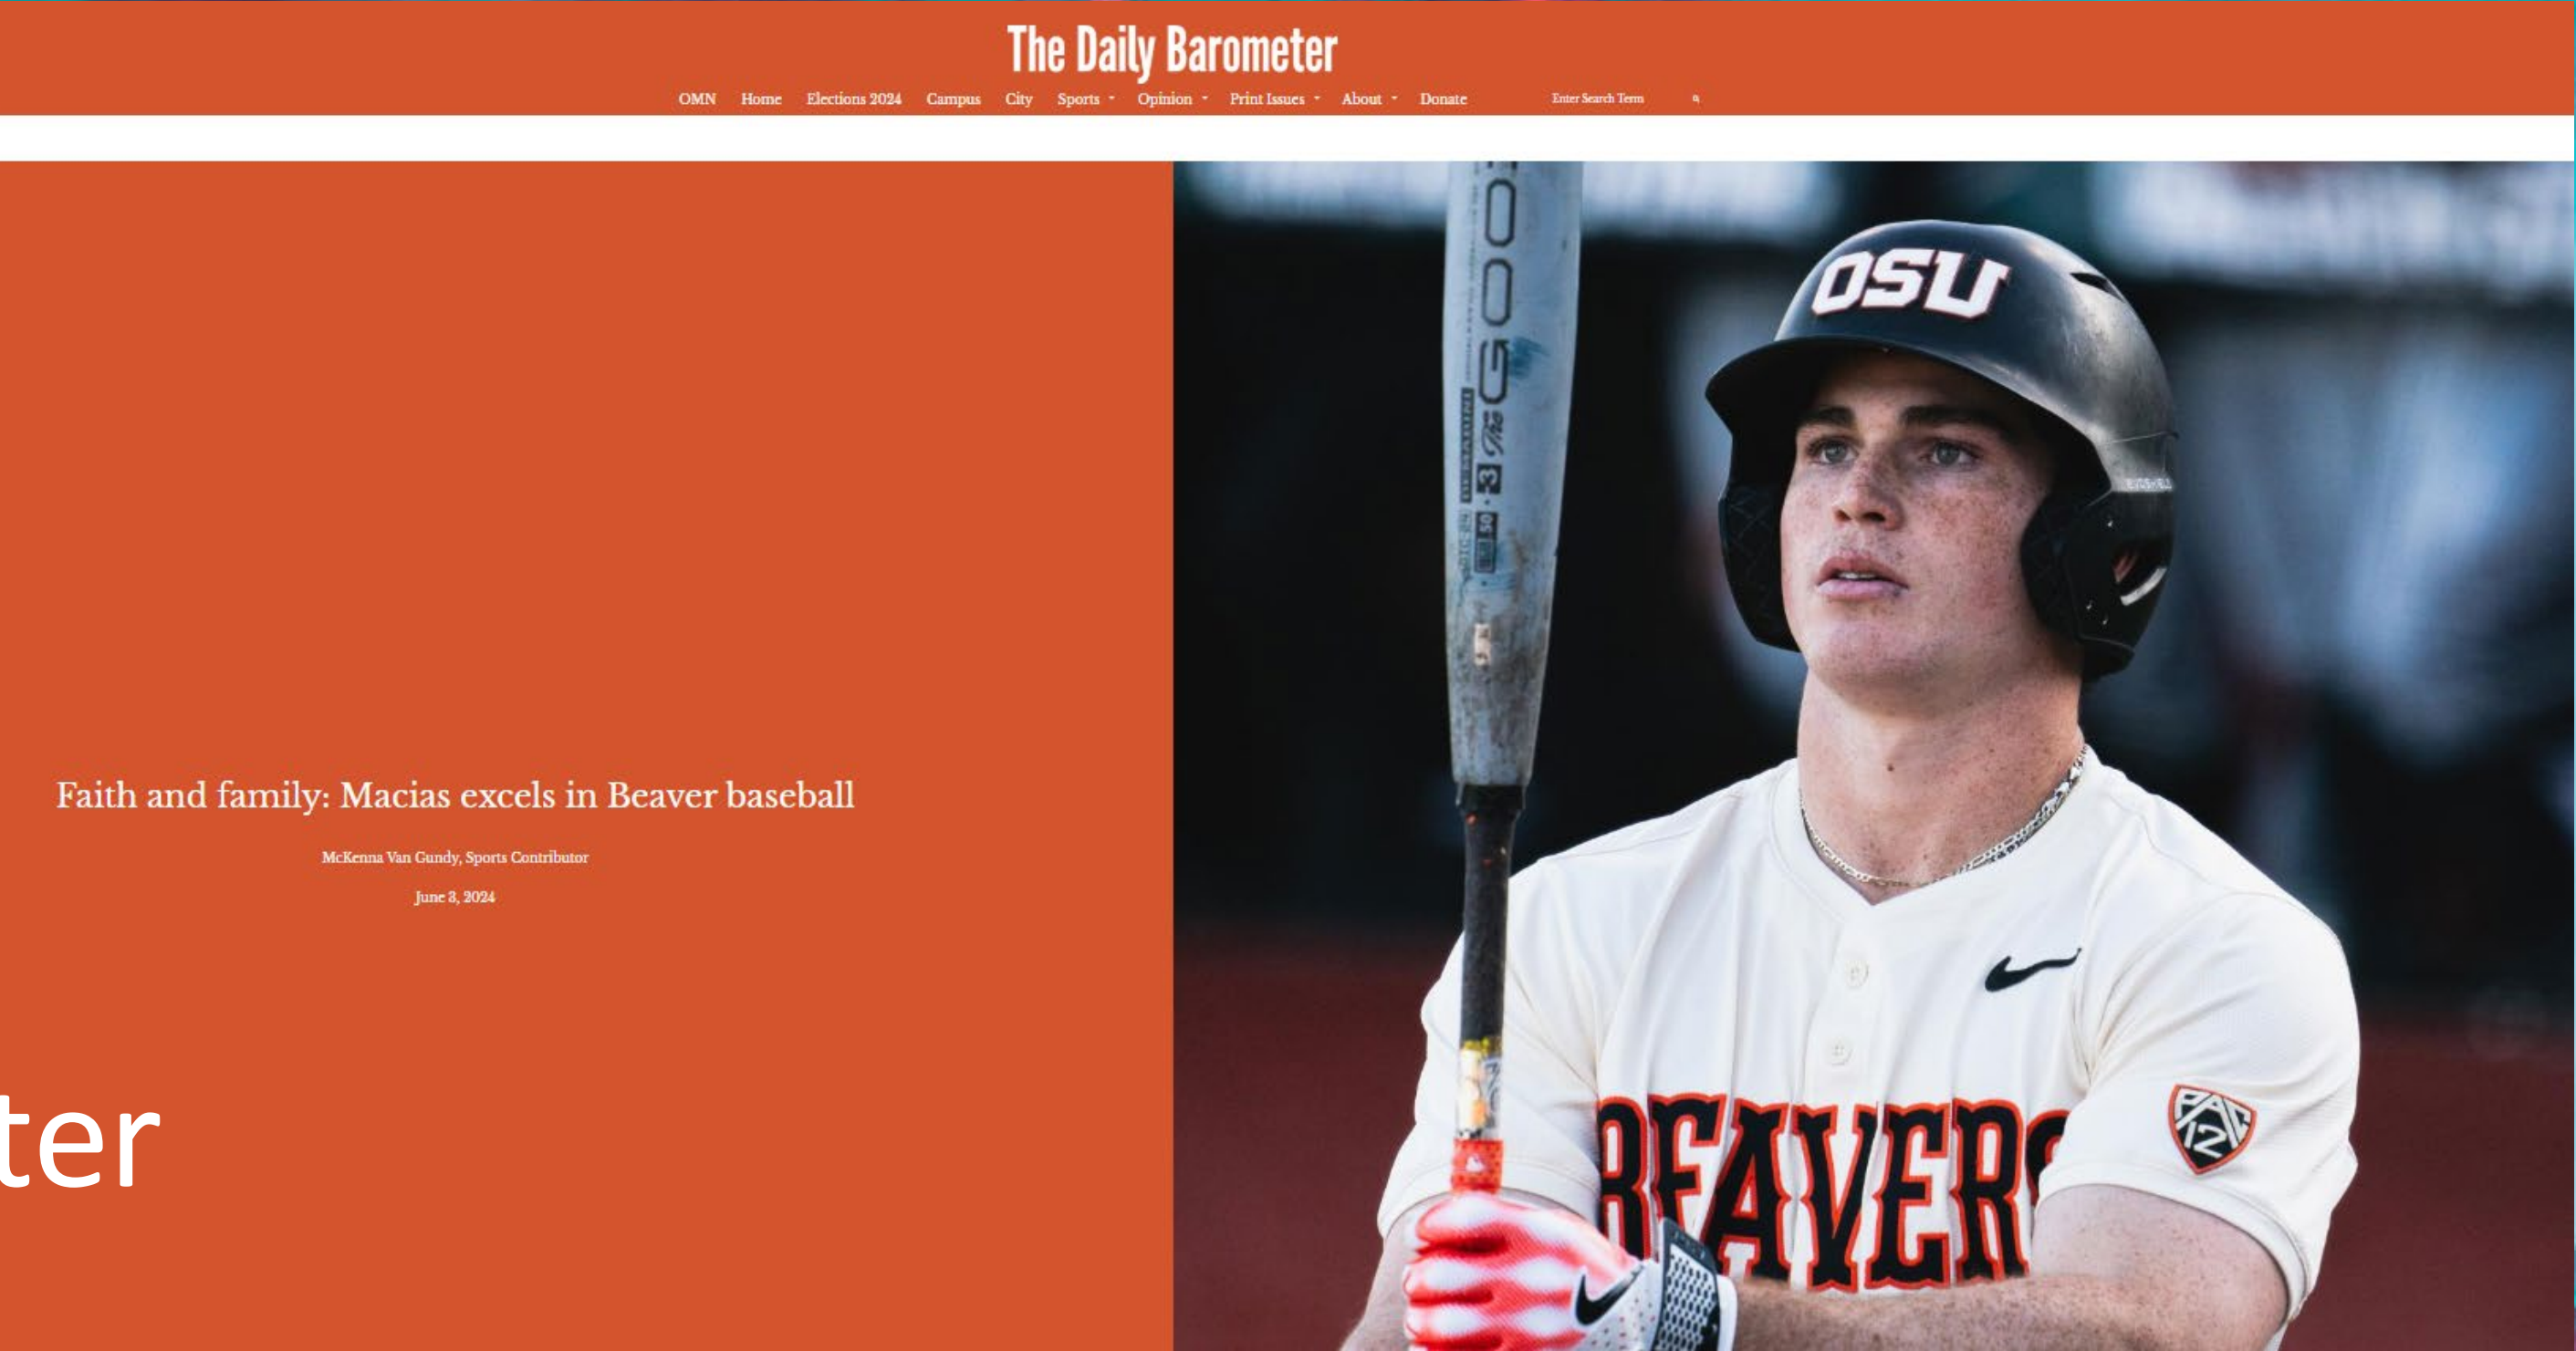 The Daily Barometer
OMN Home Elections 2024 Campus City Sports Opinion Print Issues About Donate Enter Search Term
OSU
EVOSHIELD
DEMARINI
Faith and family: Macias excels in Beaver baseball
McKenna Van Gundy, Sports Contributor
June 3, 2024
BEAVERS
PAC
12
ter